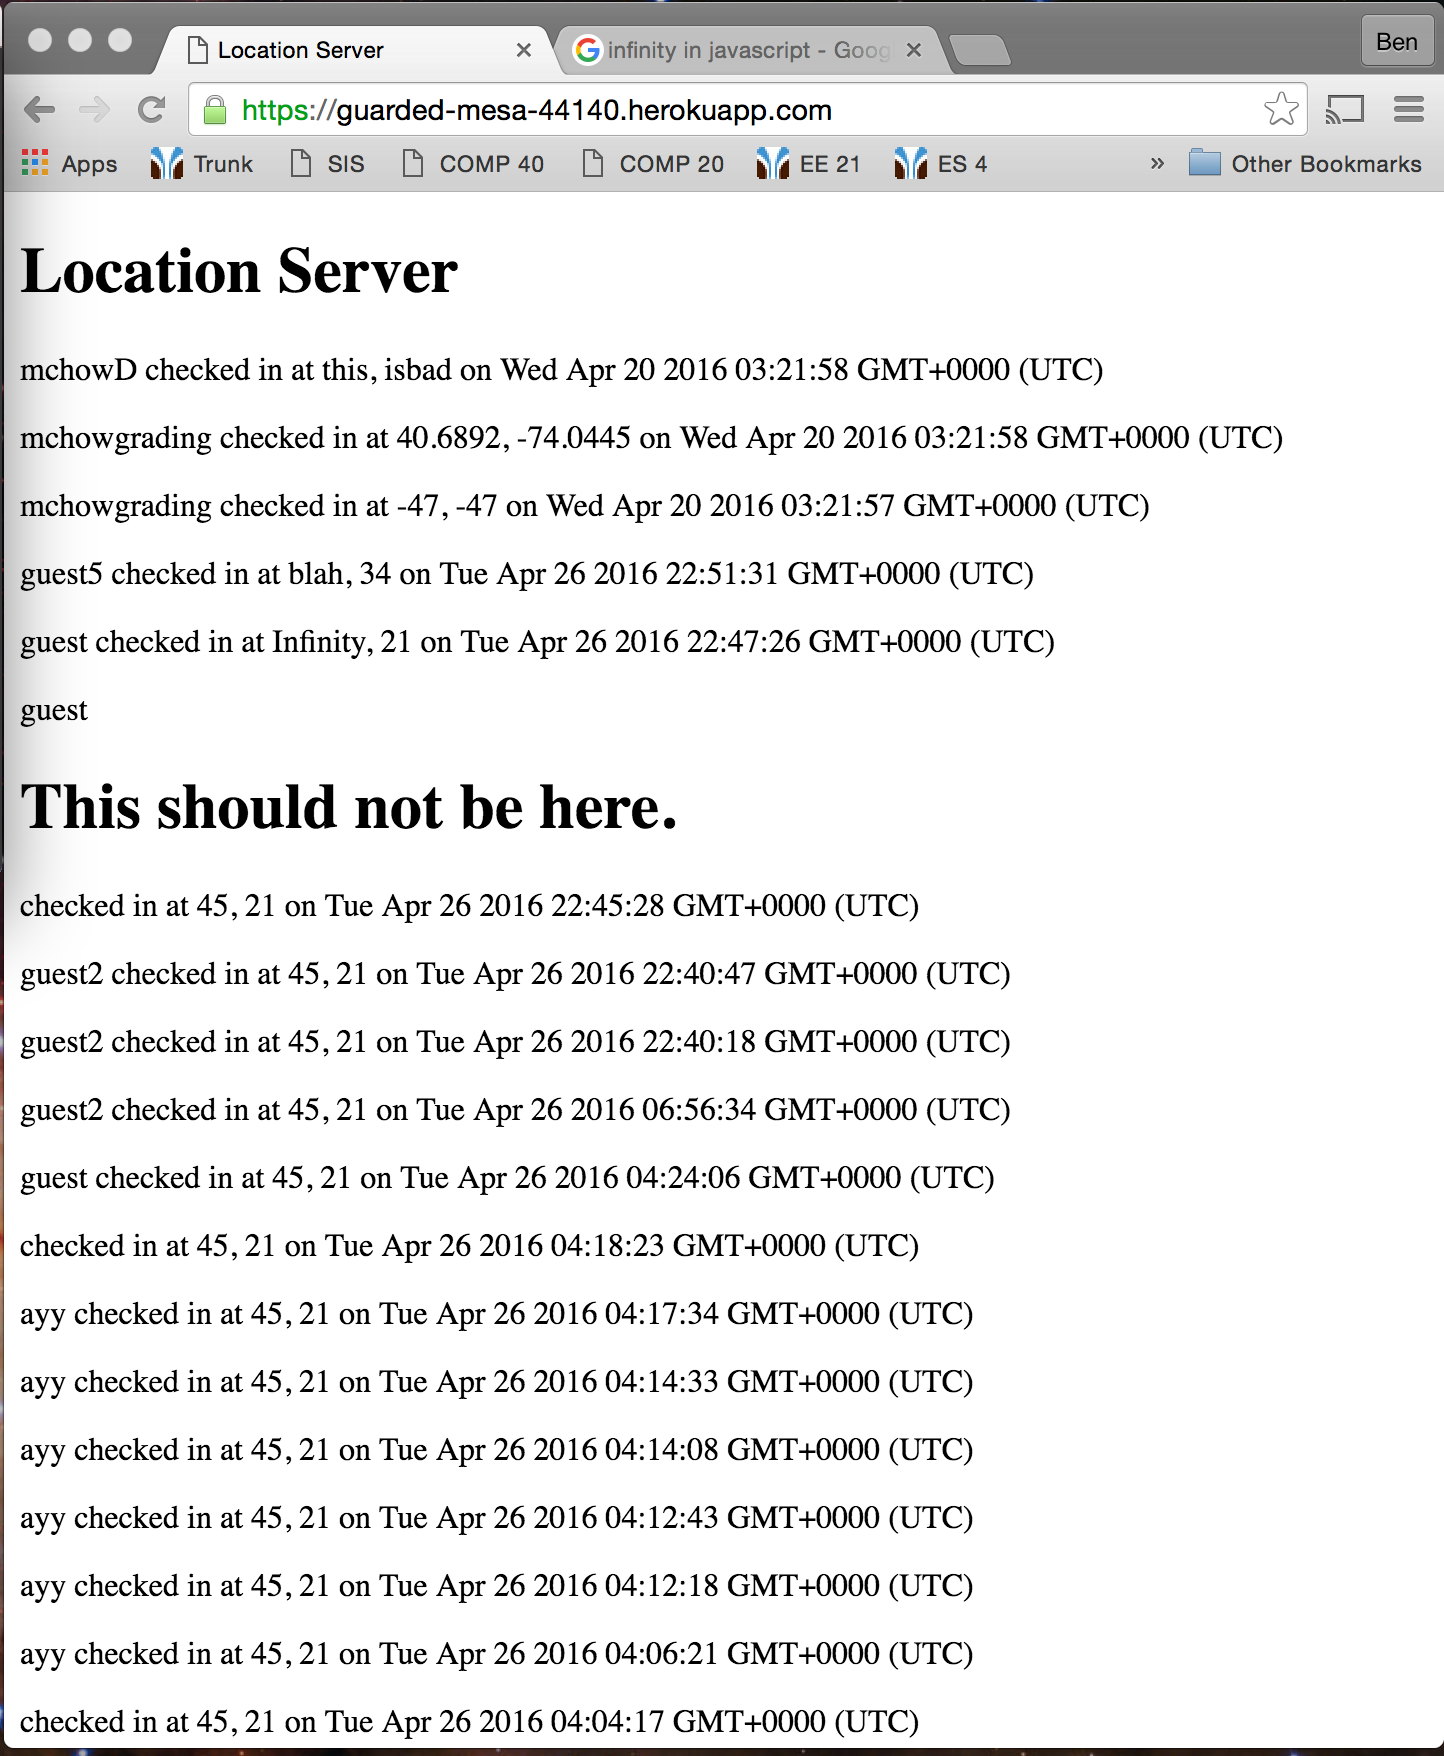 Location Server
infinity in javascript - Goog
Ben
https://guarded-mesa-44140.herokuapp.com
Apps Trunk SIS COMP 40 COMP 20 EE 21 ES 4 » Other Bookmarks
Location Server
mchowD checked in at this, isbad on Wed Apr 20 2016 03:21:58 GMT+0000 (UTC)
mchowgrading checked in at 40.6892, -74.0445 on Wed Apr 20 2016 03:21:58 GMT+0000 (UTC)
mchowgrading checked in at -47, -47 on Wed Apr 20 2016 03:21:57 GMT+0000 (UTC)
guest5 checked in at blah, 34 on Tue Apr 26 2016 22:51:31 GMT+0000 (UTC)
guest checked in at Infinity, 21 on Tue Apr 26 2016 22:47:26 GMT+0000 (UTC)
guest
This should not be here.
checked in at 45, 21 on Tue Apr 26 2016 22:45:28 GMT+0000 (UTC)
guest2 checked in at 45, 21 on Tue Apr 26 2016 22:40:47 GMT+0000 (UTC)
guest2 checked in at 45, 21 on Tue Apr 26 2016 22:40:18 GMT+0000 (UTC)
guest2 checked in at 45, 21 on Tue Apr 26 2016 06:56:34 GMT+0000 (UTC)
guest checked in at 45, 21 on Tue Apr 26 2016 04:24:06 GMT+0000 (UTC)
checked in at 45, 21 on Tue Apr 26 2016 04:18:23 GMT+0000 (UTC)
ayy checked in at 45, 21 on Tue Apr 26 2016 04:17:34 GMT+0000 (UTC)
ayy checked in at 45, 21 on Tue Apr 26 2016 04:14:33 GMT+0000 (UTC)
ayy checked in at 45, 21 on Tue Apr 26 2016 04:14:08 GMT+0000 (UTC)
ayy checked in at 45, 21 on Tue Apr 26 2016 04:12:43 GMT+0000 (UTC)
ayy checked in at 45, 21 on Tue Apr 26 2016 04:12:18 GMT+0000 (UTC)
ayy checked in at 45, 21 on Tue Apr 26 2016 04:06:21 GMT+0000 (UTC)
checked in at 45, 21 on Tue Apr 26 2016 04:04:17 GMT+0000 (UTC)